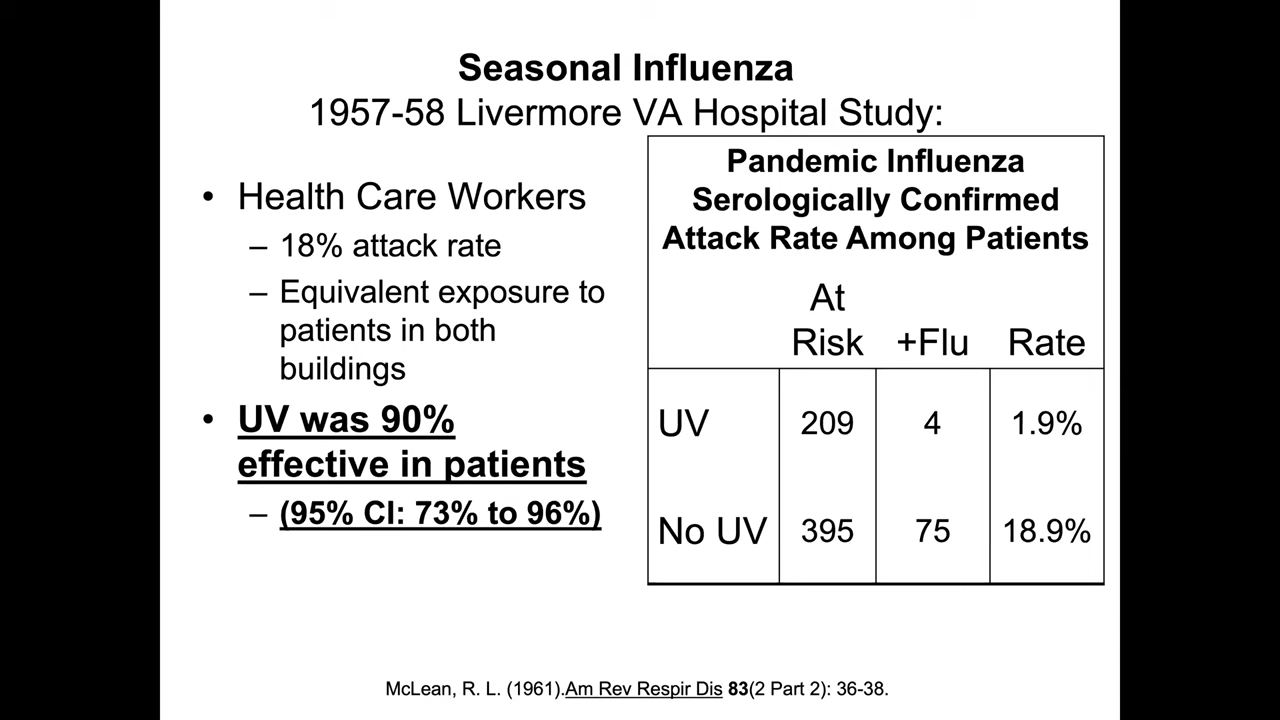 Seasonal Influenza
1957-58 Livermore VA Hospital Study:
• Health Care Workers
– 18% attack rate
– Equivalent exposure to
patients in both
buildings
• UV was 90%
effective in patients
– (95% CI: 73% to 96%)
Pandemic Influenza
Serologically Confirmed
Attack Rate Among Patients
At
Risk +Flu Rate
UV 209 4 1.9%
No UV 395 75 18.9%
McLean, R. L. (1961).Am Rev Respir Dis 83(2 Part 2): 36-38.